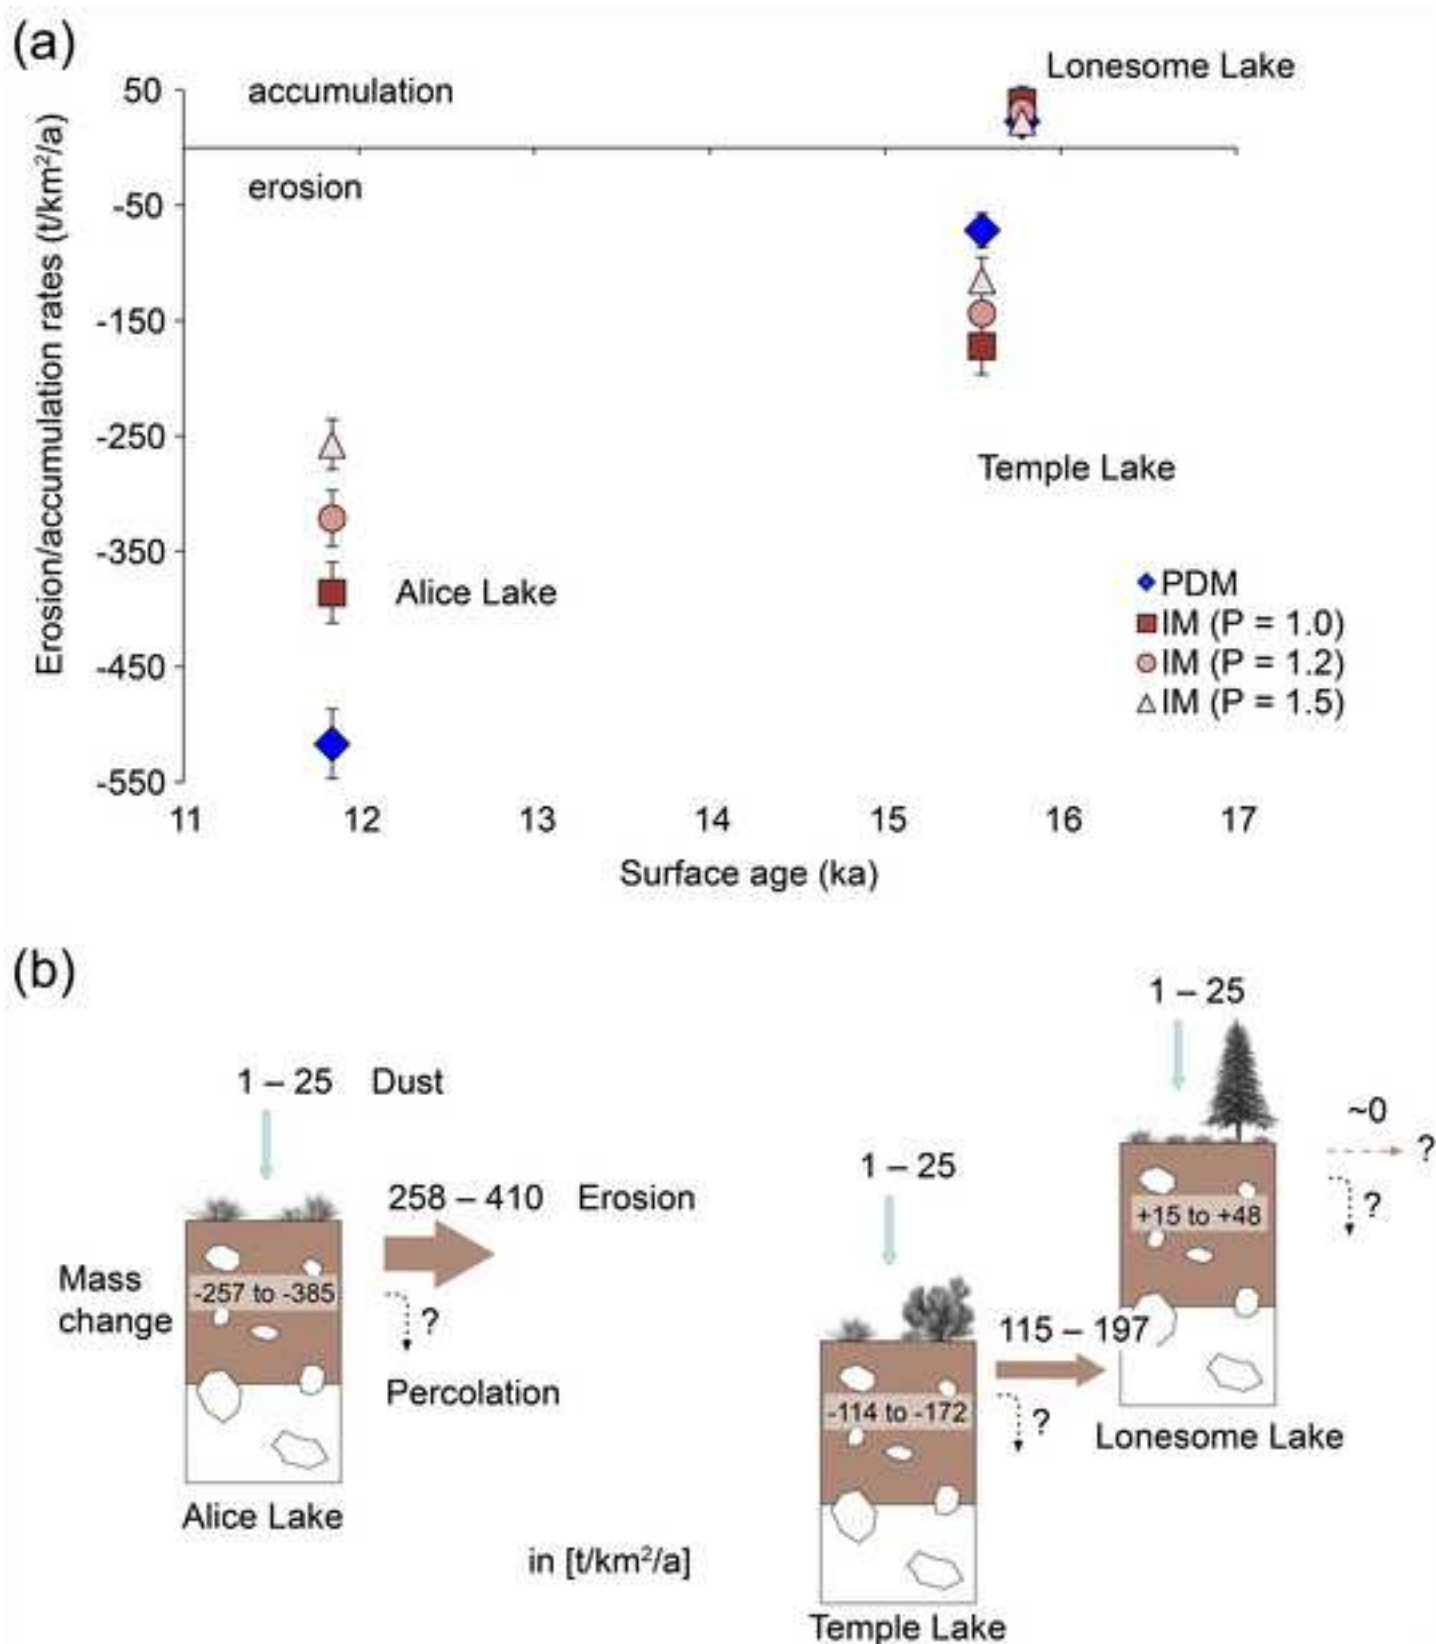 (a)
Erosion/accumulation rates (t/km²/a)
50
-50
-150
-250
-350
-450
-550
accumulation
erosion
Lonesome Lake
Temple Lake
Alice Lake
PDM
IM (P = 1.0)
IM (P = 1.2)
IM (P = 1.5)
11 12 13 14 15 16 17
Surface age (ka)
(b)
1 – 25 Dust
258 – 410 Erosion
Mass
change
-257 to -385
?
Percolation
Alice Lake
in [t/km²/a]
1 – 25
115 – 197
-114 to -172
?
Temple Lake
1 – 25
~0
?
+15 to +48
?
Lonesome Lake